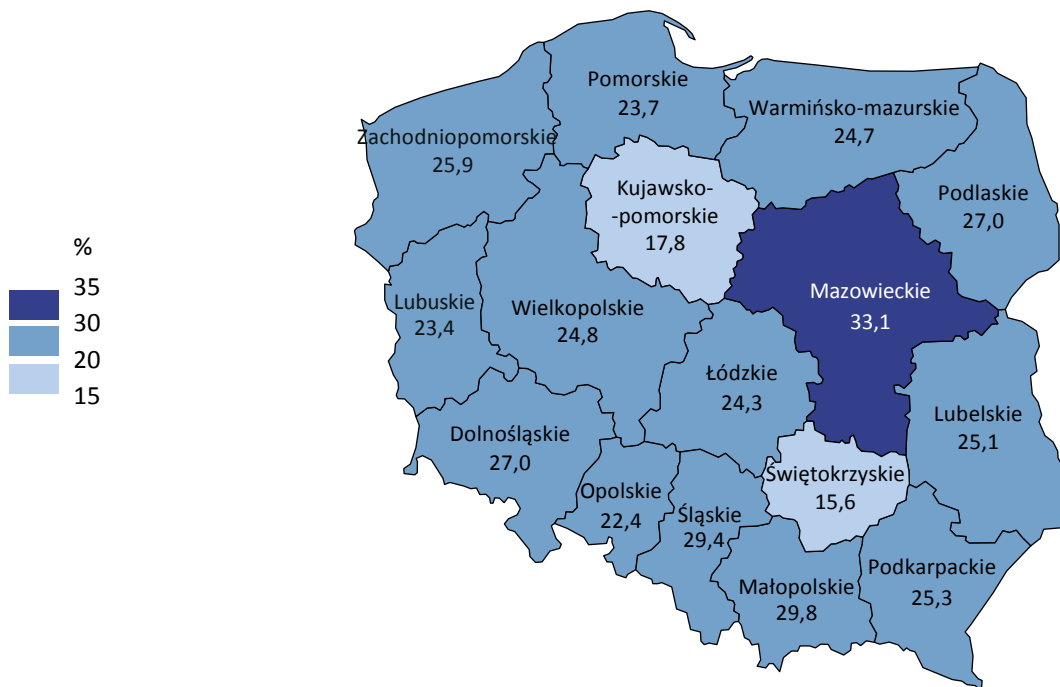 Pomorskie
23,7
Warmińsko-mazurskie
24,7
Zachodniopomorskie
25,9
Kujawsko-
-pomorskie
17,8
Podlaskie
27,0
%
35
30
20
15
Lubuskie
23,4
Wielkopolskie
24,8
Mazowieckie
33,1
Łódzkie
24,3
Lubelskie
25,1
Dolnośląskie
27,0
Opolskie
22,4
Śląskie
29,4
Świętokrzyskie
15,6
Małopolskie
29,8
Podkarpackie
25,3